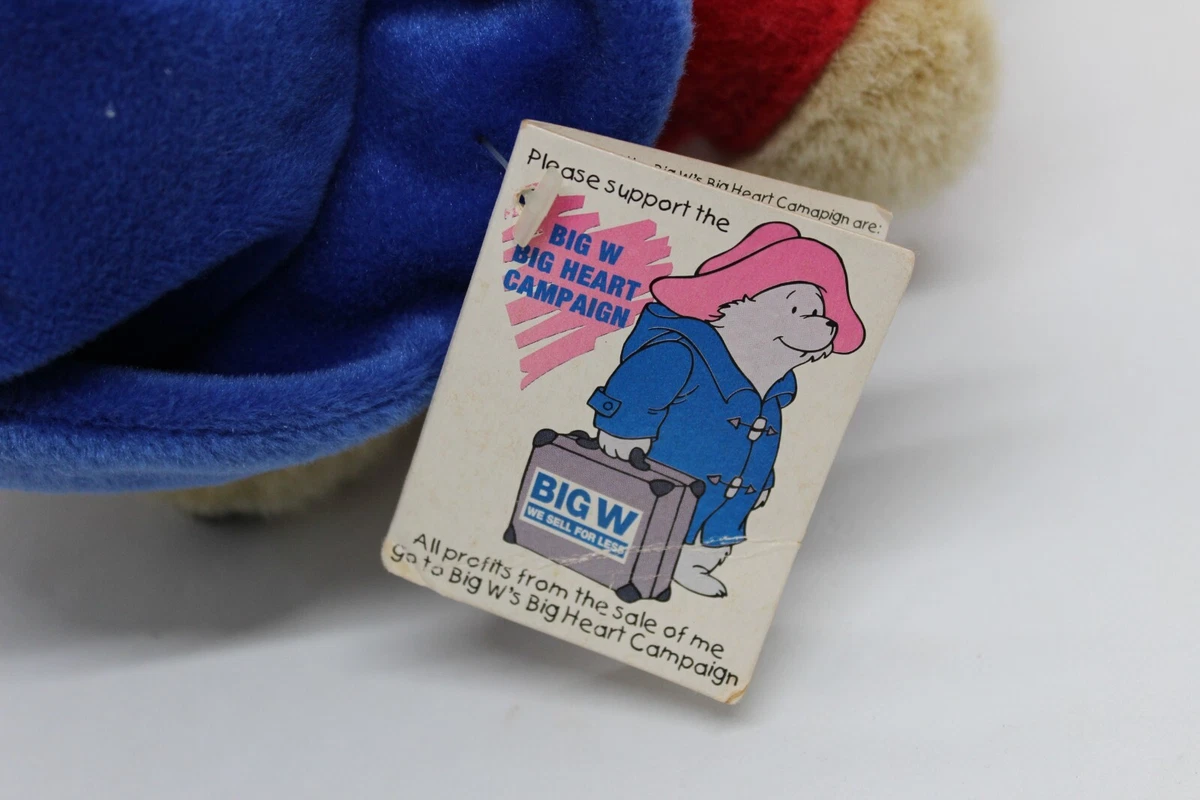 Big W's Big Heart Camapign are:
Please support the
BIG W
BIG HEART
CAMPAIGN
BIG W
WE SELL FOR LESS
All profits from the sale of me
go to Big W's Big Heart Campaign